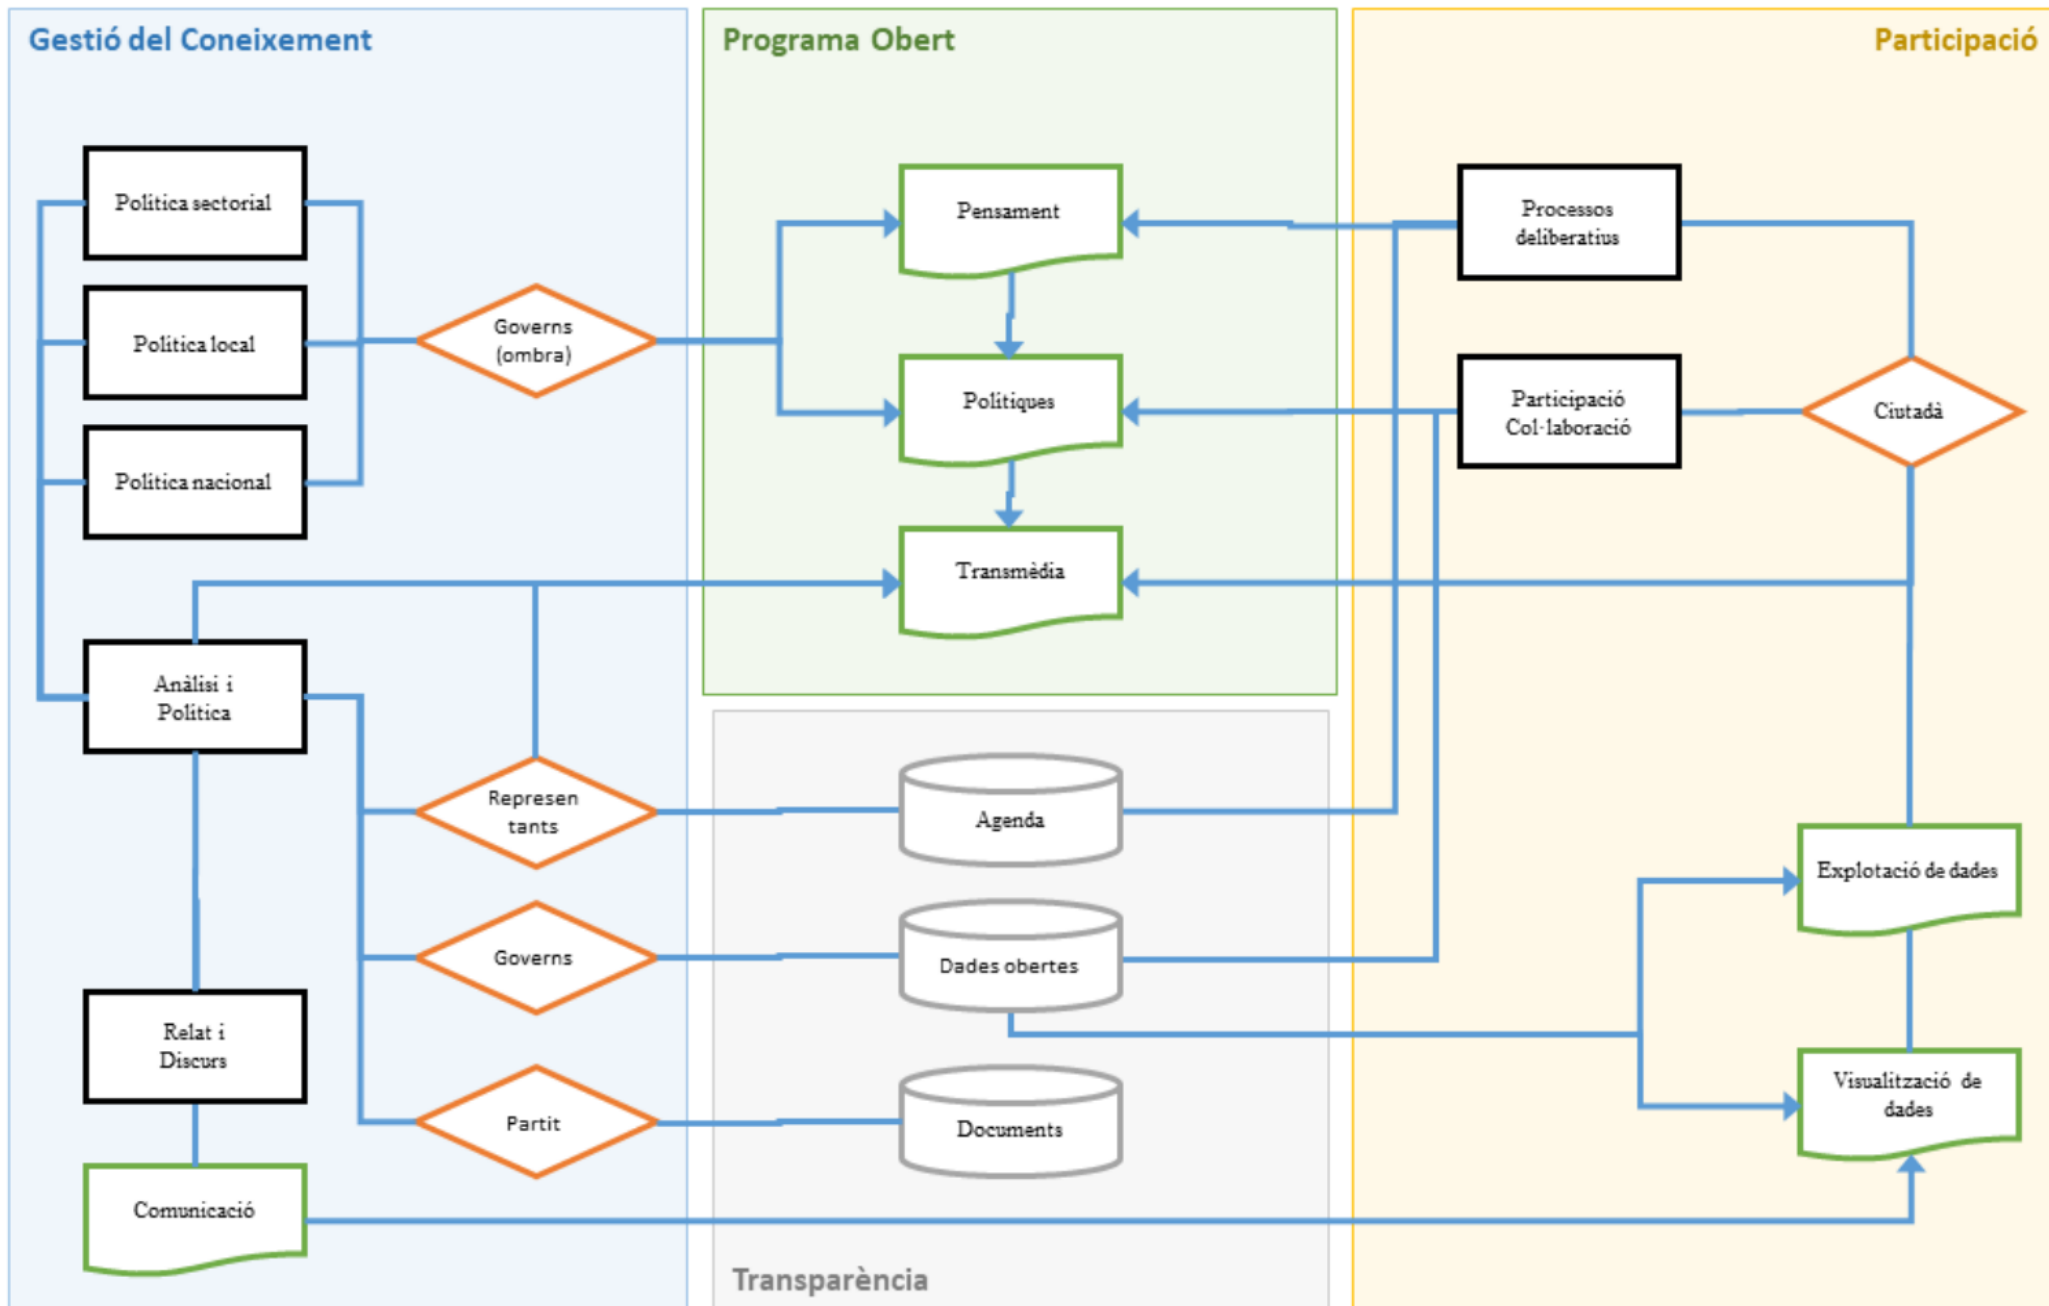 Gestió del Coneixement
Política sectorial
Política local
Política nacional
Governs
(ombra)
Anàlisi i
Política
Represen
tants
Governs
Relat i
Discurs
Partit
Comunicació
Programa Obert
Pensament
Polítiques
Transmèdia
Agenda
Dades obertes
Documents
Transparència
Participació
Processos
deliberatius
Participació
Col·laboració
Ciutadà
Explotació de dades
Visualització de
dades